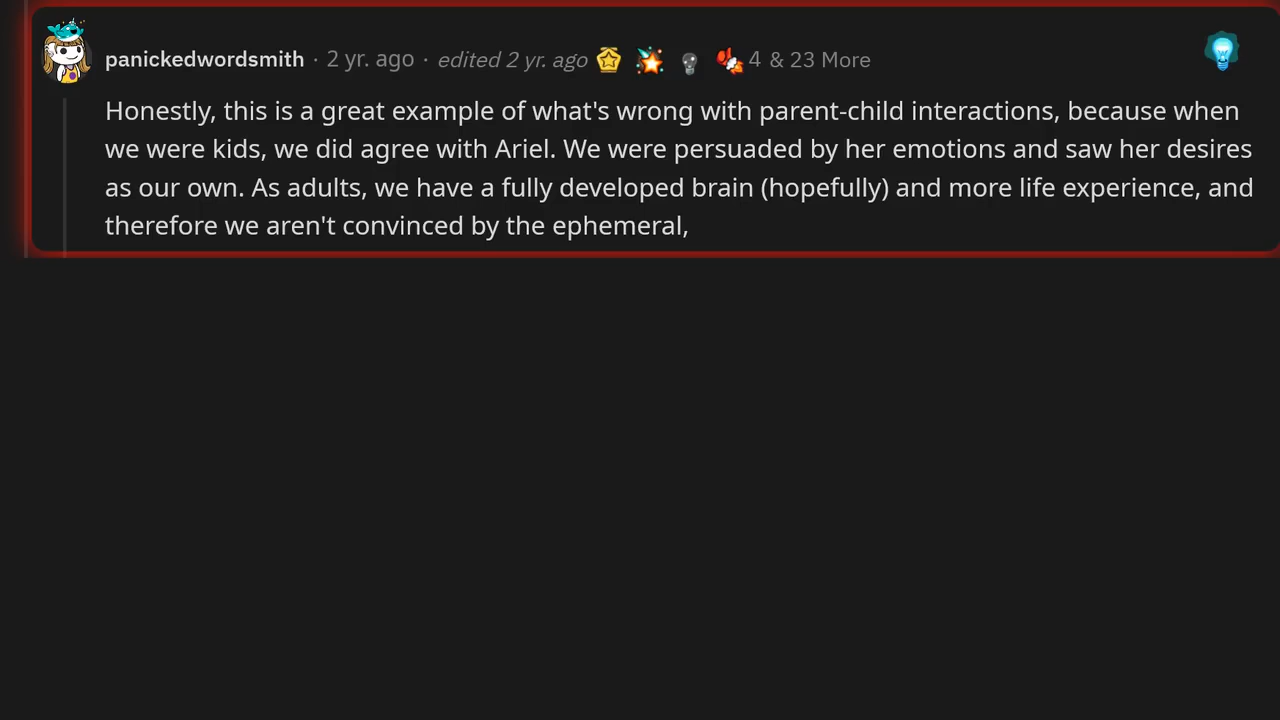 panickedwordsmith · 2 yr. ago · edited 2 yr. ago 4 & 23 More
Honestly, this is a great example of what's wrong with parent-child interactions, because when
we were kids, we did agree with Ariel. We were persuaded by her emotions and saw her desires
as our own. As adults, we have a fully developed brain (hopefully) and more life experience, and
therefore we aren't convinced by the ephemeral,